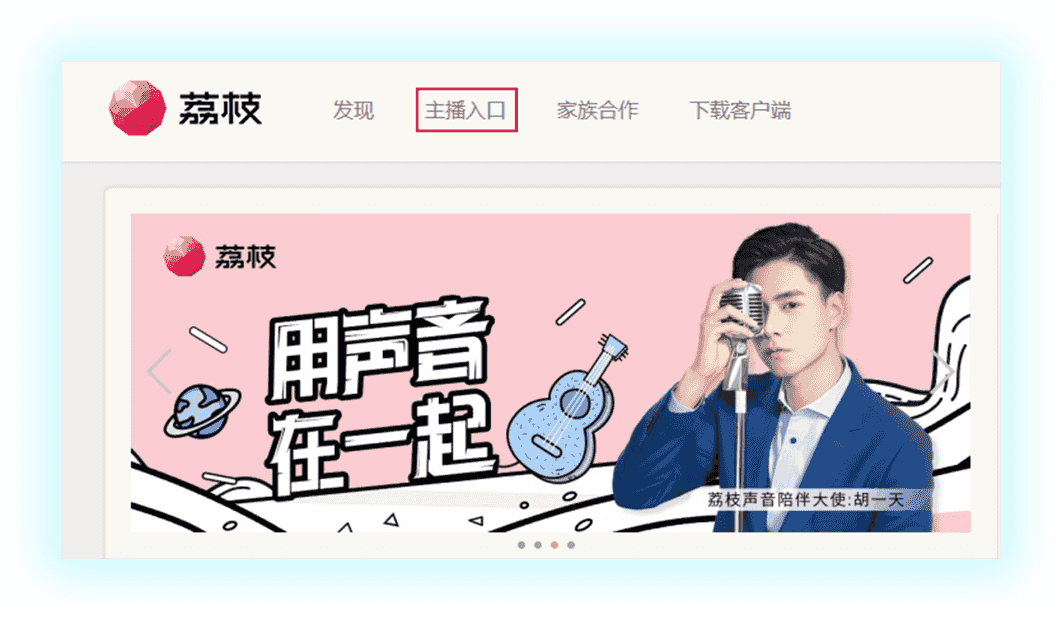 荔枝 发现 主播入口 家族合作 下载客户端
荔枝
用声音
在一起
荔枝声音陪伴大使:胡一天